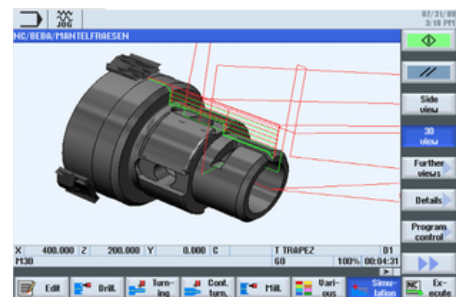 JOG
07/31/09
3:18 PM
NC/BEBA/MANTELFRAESEN
Side
view
3D
view
Further
views
Details
Program
control
X 400.000 Z 200.000 Y 0.000 C T TRAPEZ D1
M30 G0 100% 00:04:31
Edit Drill. Turn-
ing Cont.
turn. Mill. Vari-
ous Simu-
lation NC Ex-
ecute